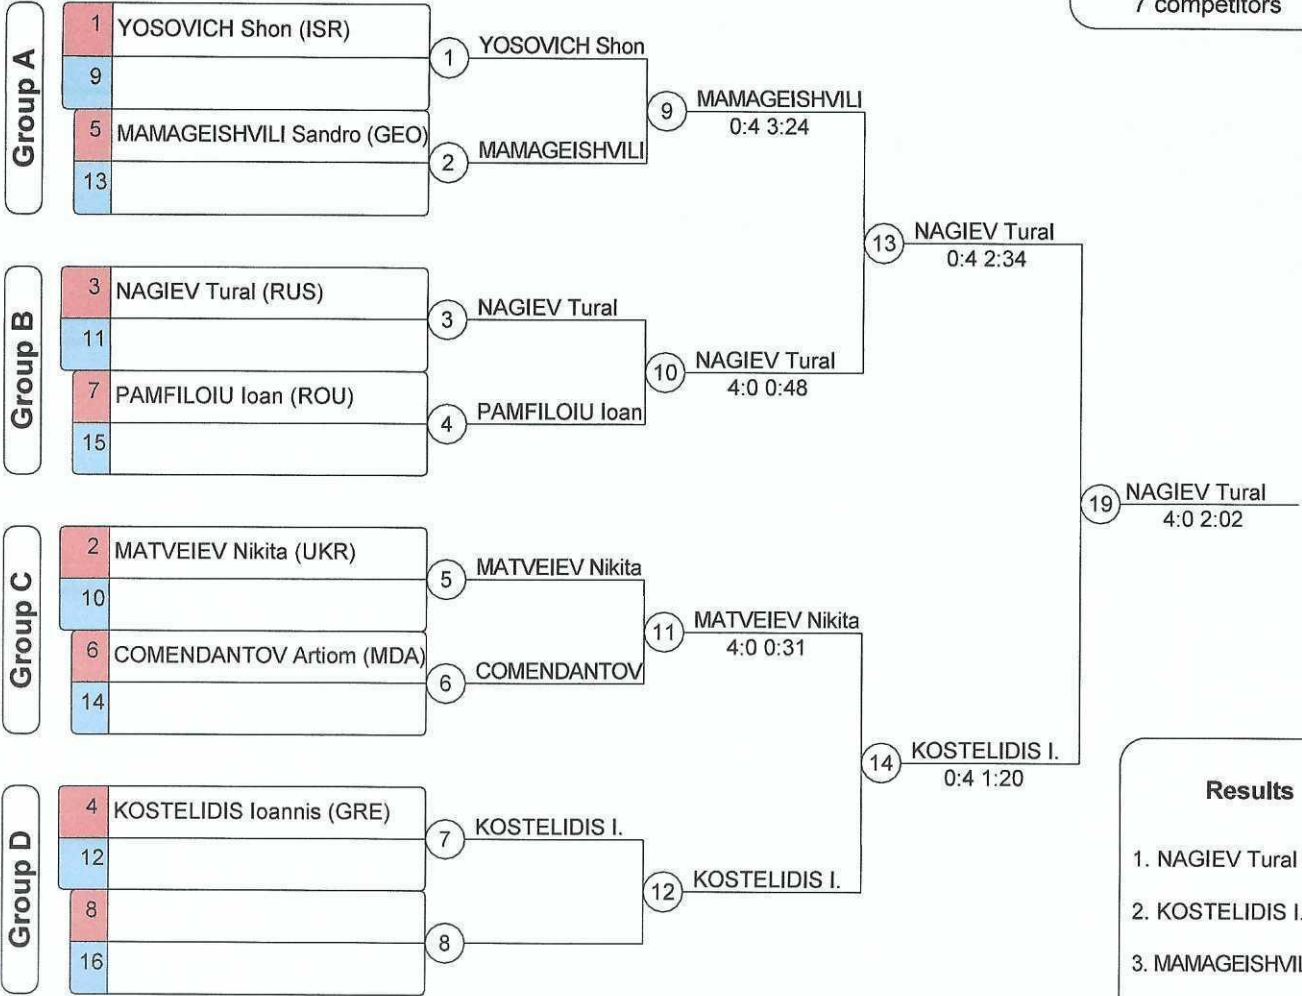 7 competitors
Group A
1 YOSOVICH Shon (ISR)
9
5 MAMAGEISHVILI Sandro (GEO)
13
1 YOSOVICH Shon
2 MAMAGEISHVILI
9 MAMAGEISHVILI
0:4 3:24
Group B
3 NAGIEV Tural (RUS)
11
7 PAMFILOIU Ioan (ROU)
15
3 NAGIEV Tural
4 PAMFILOIU Ioan
10 NAGIEV Tural
4:0 0:48
13 NAGIEV Tural
0:4 2:34
Group C
2 MATVEIEV Nikita (UKR)
10
6 COMENDANTOV Artiom (MDA)
14
5 MATVEIEV Nikita
6 COMENDANTOV
11 MATVEIEV Nikita
4:0 0:31
Group D
4 KOSTELIDIS Ioannis (GRE)
12
8
16
7 KOSTELIDIS I.
8
12 KOSTELIDIS I.
14 KOSTELIDIS I.
0:4 1:20
19 NAGIEV Tural
4:0 2:02
Results
1. NAGIEV Tural
2. KOSTELIDIS I.
3. MAMAGEISHVIL